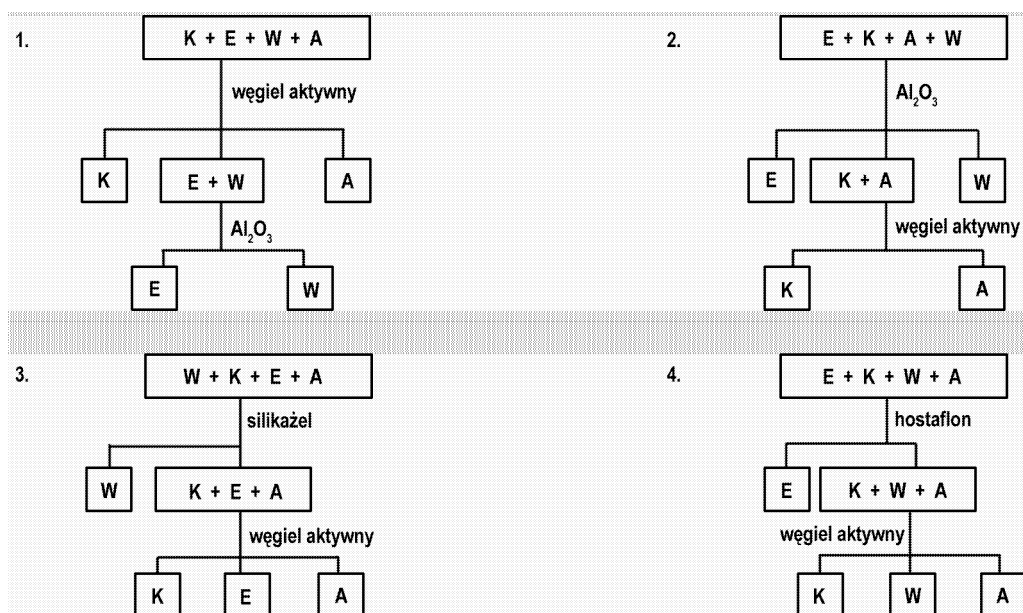 1.
K + E + W + A
węgiel aktywny
K
E + W
A
Al₂O₃
E
W
2.
E + K + A + W
Al₂O₃
E
K + A
W
węgiel aktywny
K
A
3.
W + K + E + A
silikażel
W
K + E + A
węgiel aktywny
K
E
A
4.
E + K + W + A
hostaflon
E
K + W + A
węgiel aktywny
K
W
A